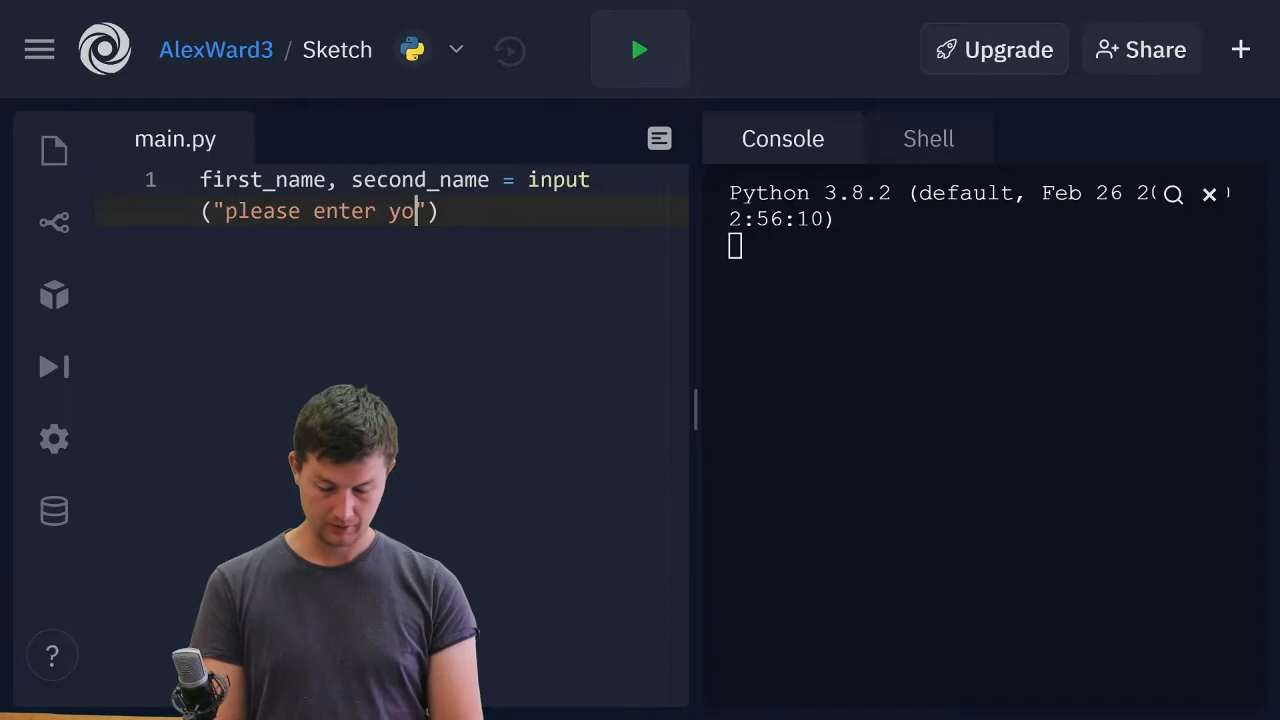 AlexWard3 / Sketch
Upgrade
Share
main.py
Console
Shell
1 first_name, second_name = input
("please enter yo")
Python 3.8.2 (default, Feb 26 2
2:56:10)
?